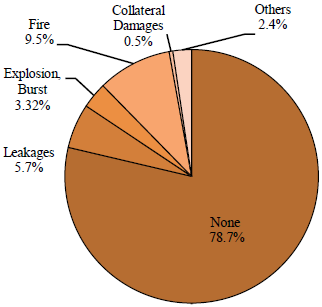 Fire
9.5%
Collateral
Damages
0.5%
Others
2.4%
Explosion,
Burst
3.32%
Leakages
5.7%
None
78.7%